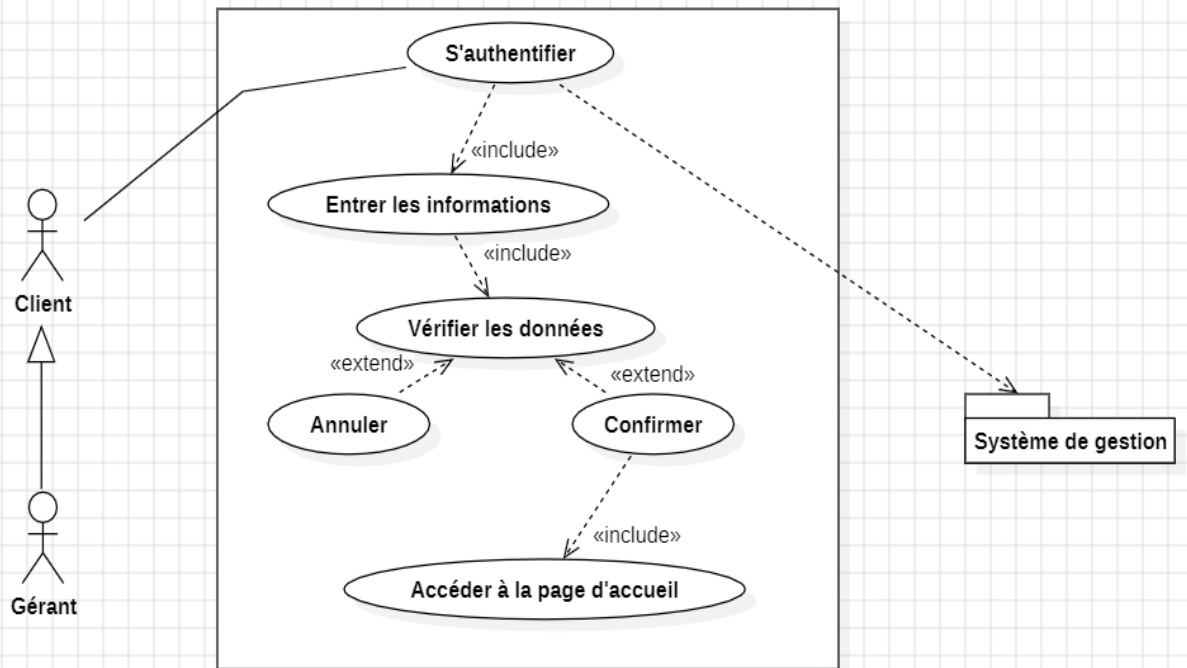 S'authentifier
«include»
Entrer les informations
«include»
Client
Vérifier les données
«extend»
«extend»
Annuler
Confirmer
Système de gestion
«include»
Accéder à la page d'accueil
Gérant